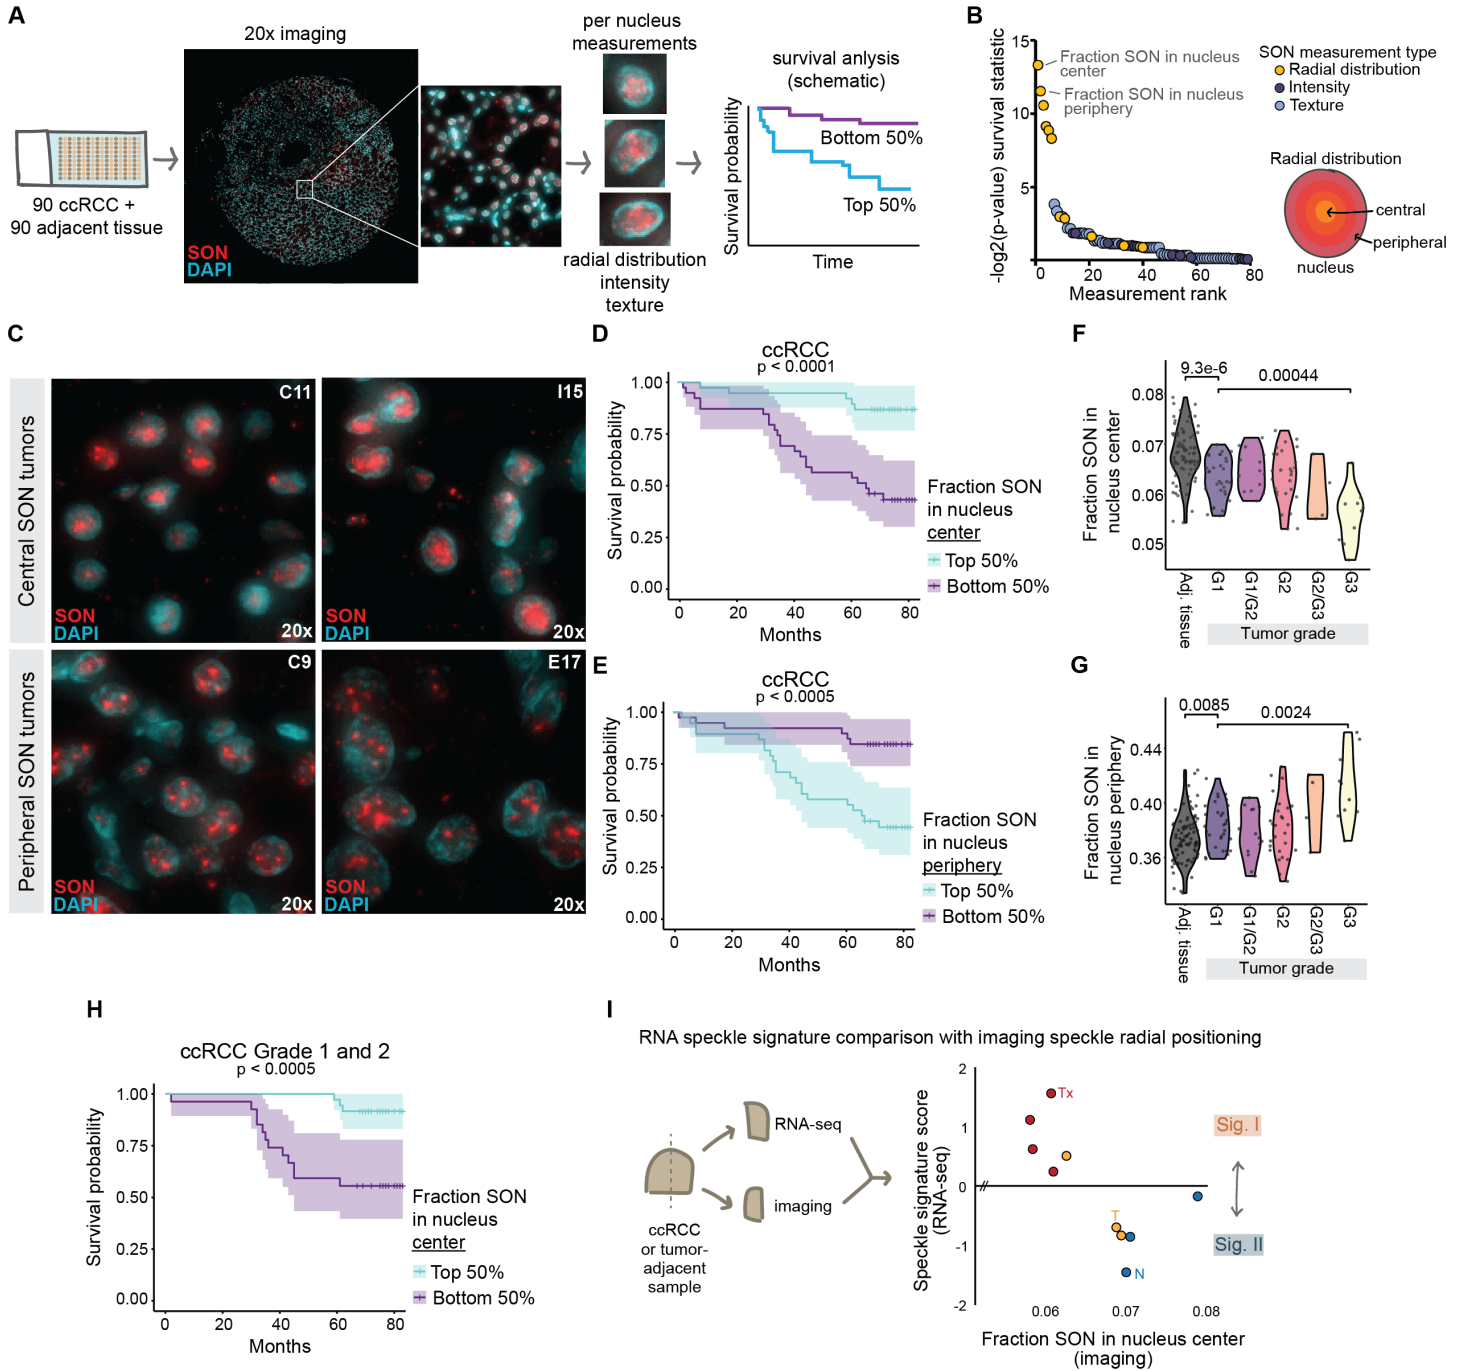 A
20x imaging
90 ccRCC +
90 adjacent tissue
SON
DAPI
per nucleus
measurements
radial distribution
intensity
texture
survival anlysis
(schematic)
Survival probability
Bottom 50%
Top 50%
Time
B
-log2(p-value) survival statistic
15
10
5
0
20
40
60
80
Measurement rank
Fraction SON in nucleus
center
Fraction SON in nucleus
periphery
SON measurement type
Radial distribution
Intensity
Texture
Radial distribution
central
peripheral
nucleus
C
Central SON tumors
C11
SON
DAPI
20x
I15
SON
DAPI
20x
Peripheral SON tumors
C9
SON
DAPI
20x
E17
SON
DAPI
20x
D
ccRCC
p < 0.0001
Survival probability
1.00
0.75
0.50
0.25
0.00
0
20
40
60
80
Months
Fraction SON
in nucleus
center
Top 50%
Bottom 50%
E
ccRCC
p < 0.0005
Survival probability
1.00
0.75
0.50
0.25
0.00
0
20
40
60
80
Months
Fraction SON
in nucleus
periphery
Top 50%
Bottom 50%
F
Fraction SON in
nucleus center
9.3e-6
0.00044
0.08
0.07
0.06
0.05
Adj. tissue
G1
G1/G2
G2
G2/G3
G3
Tumor grade
G
Fraction SON in
nucleus periphery
0.0085
0.0024
0.44
0.40
0.36
Adj. tissue
G1
G1/G2
G2
G2/G3
G3
Tumor grade
H
ccRCC Grade 1 and 2
p < 0.0005
Survival probability
1.00
0.75
0.50
0.25
0.00
0
20
40
60
80
Months
Fraction SON
in nucleus
center
Top 50%
Bottom 50%
I
RNA speckle signature comparison with imaging speckle radial positioning
ccRCC
or tumor-
adjacent
sample
RNA-seq
imaging
Speckle signature score
(RNA-seq)
2
1
0
-1
-2
Tx
T
N
0.06
0.07
0.08
Fraction SON in nucleus center
(imaging)
Sig. I
Sig. II